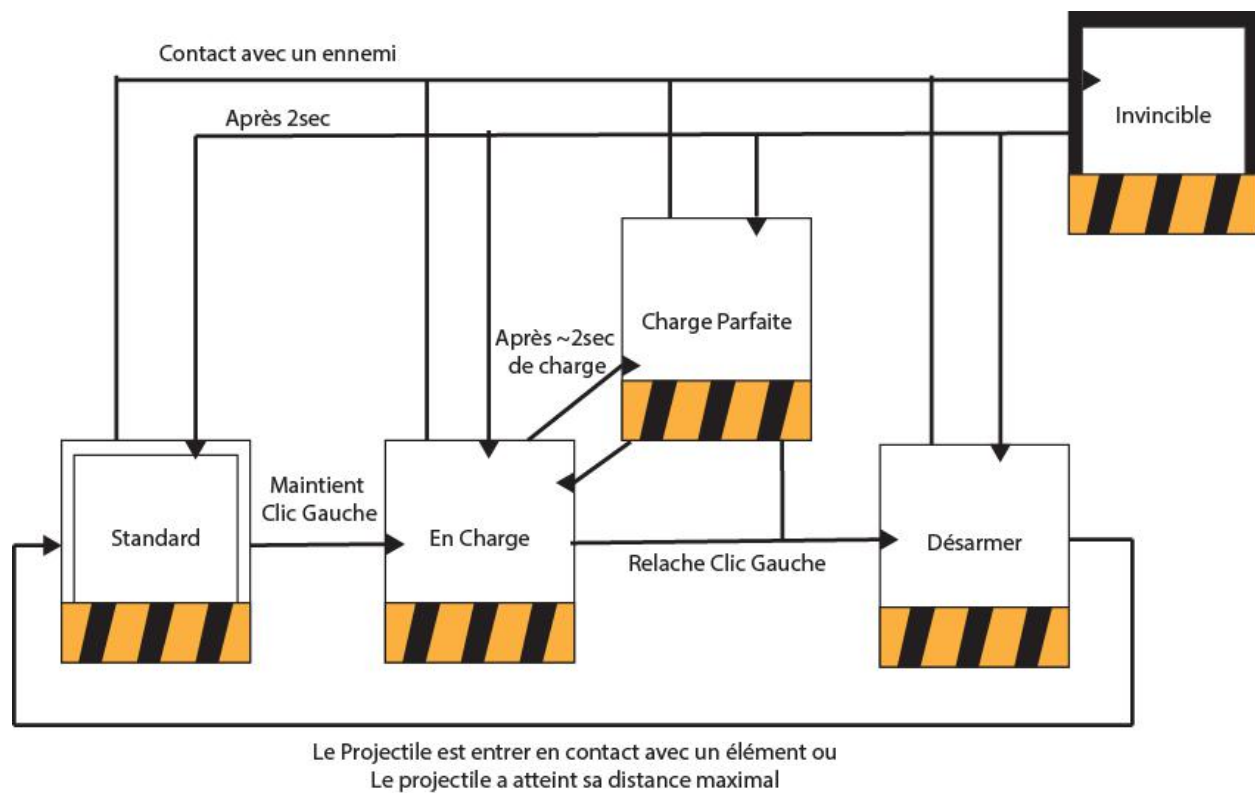 Contact avec un ennemi
Après 2sec
Invincible
Charge Parfaite
Après ~2sec
de charge
Maintient
Clic Gauche
Standard
En Charge
Relache Clic Gauche
Désarmer
Le Projectile est entrer en contact avec un élément ou
Le projectile a atteint sa distance maximal